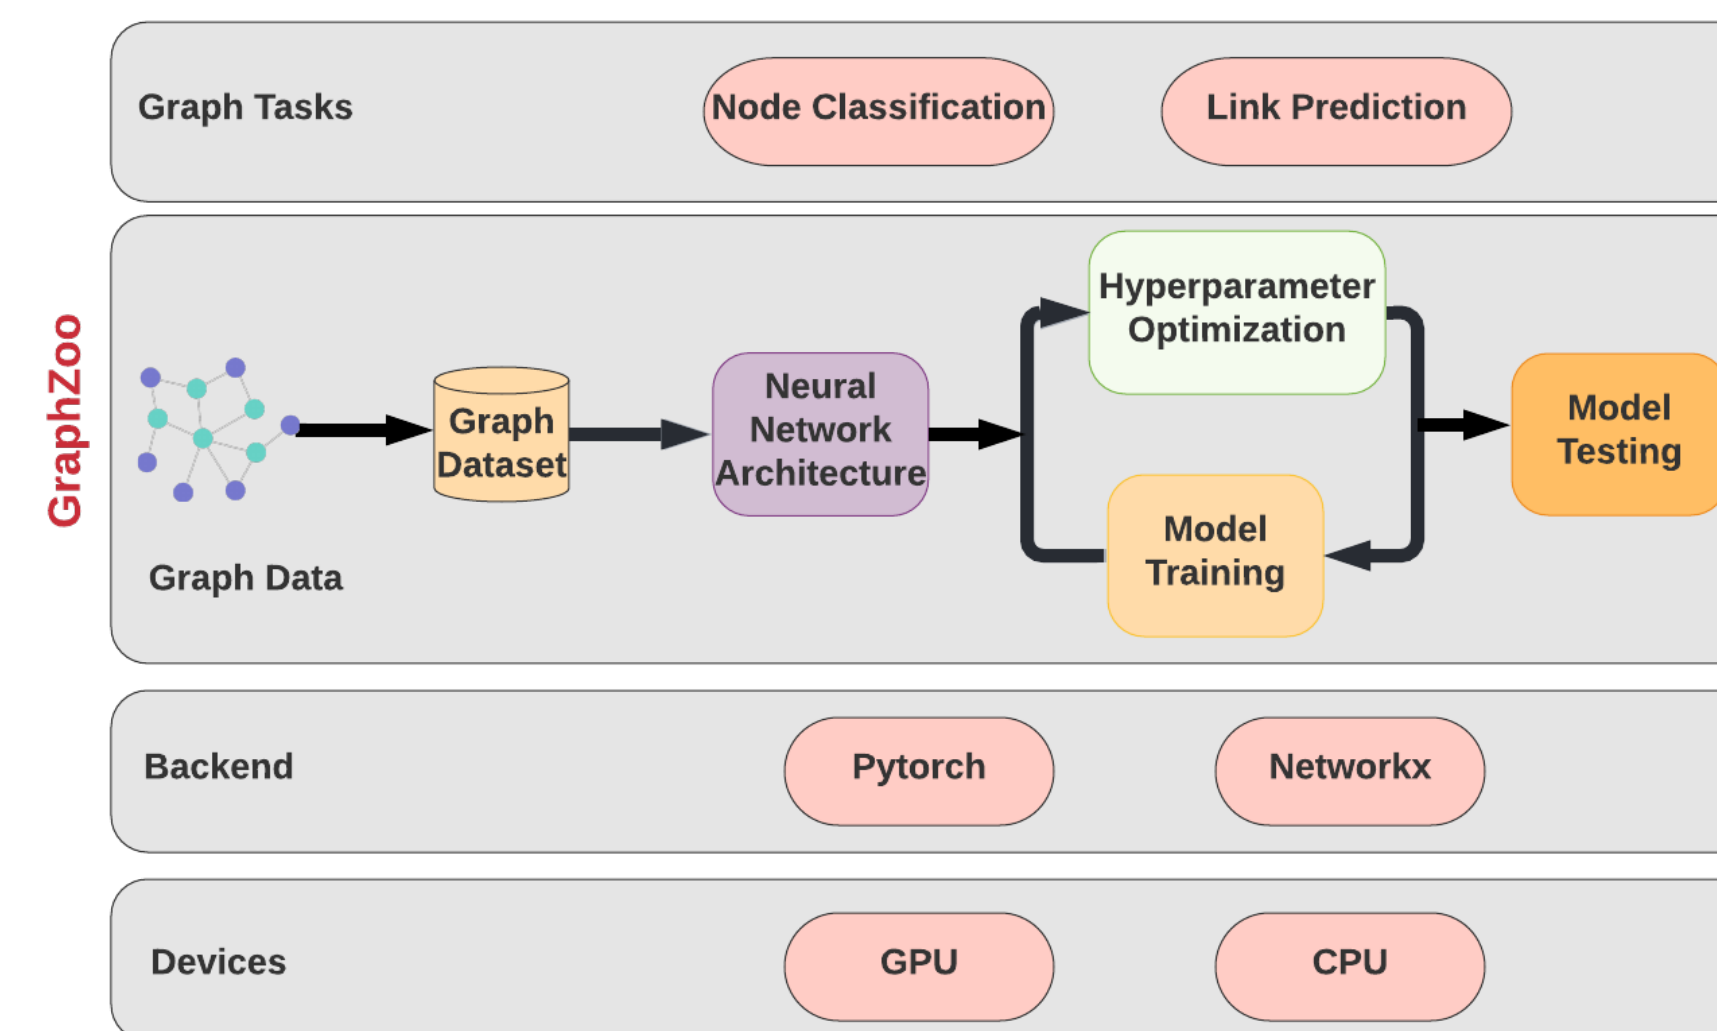 GraphZoo
Graph Tasks
Node Classification
Link Prediction
Graph Data
Graph
Dataset
Neural
Network
Architecture
Hyperparameter
Optimization
Model
Training
Model
Testing
Backend
Pytorch
Networkx
Devices
GPU
CPU